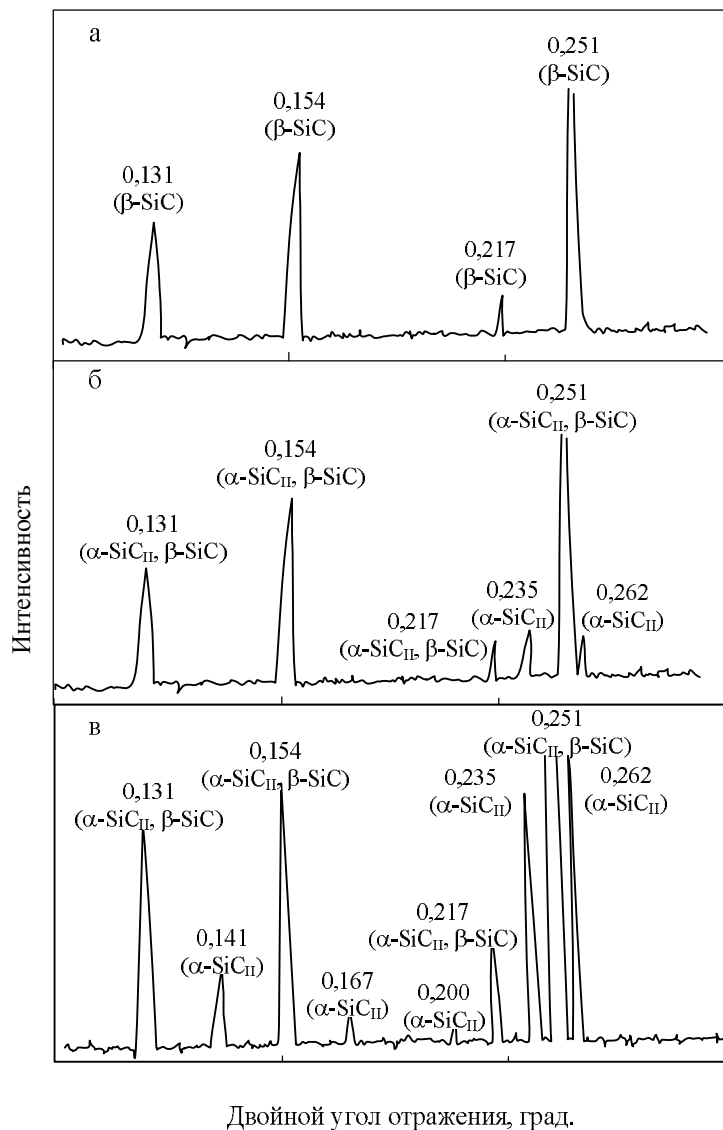 а
0,251
(β-SiC)
0,154
(β-SiC)
0,131
(β-SiC)
0,217
(β-SiC)
б
0,251
(α-SiCII, β-SiC)
0,154
(α-SiCII, β-SiC)
0,131
(α-SiCII, β-SiC)
0,235
(α-SiCII)
0,262
(α-SiCII)
0,217
(α-SiCII, β-SiC)
в
0,251
(α-SiCII, β-SiC)
0,154
(α-SiCII, β-SiC)
0,235
(α-SiCII)
0,262
(α-SiCII)
0,131
(α-SiCII, β-SiC)
0,217
(α-SiCII, β-SiC)
0,141
(α-SiCII)
0,167
(α-SiCII)
0,200
(α-SiCII)
Интенсивность
Двойной угол отражения, град.